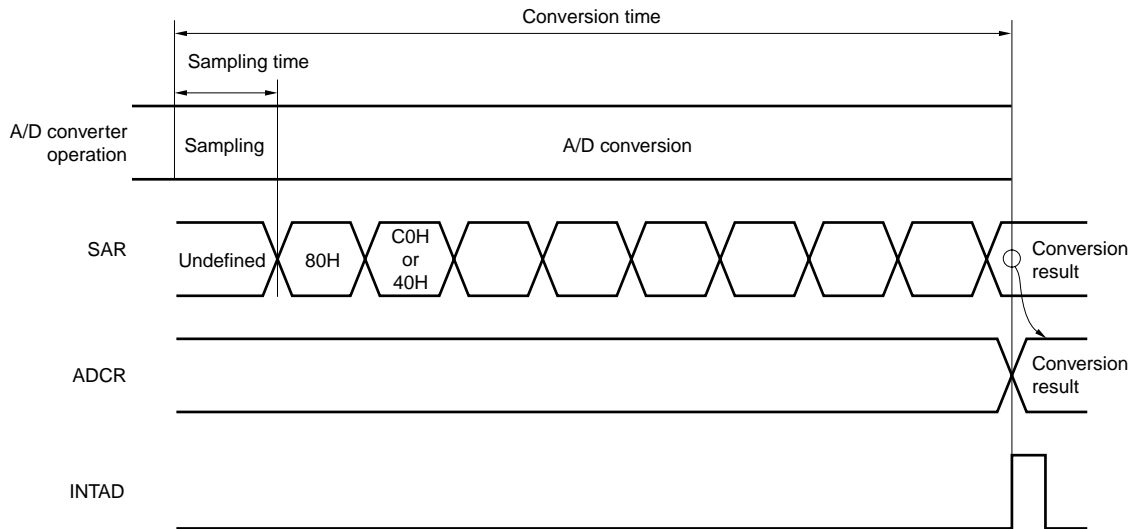 Conversion time
Sampling time
A/D converter
operation
Sampling
A/D conversion
SAR
Undefined
80H
C0H
or
40H
Conversion
result
ADCR
Conversion
result
INTAD